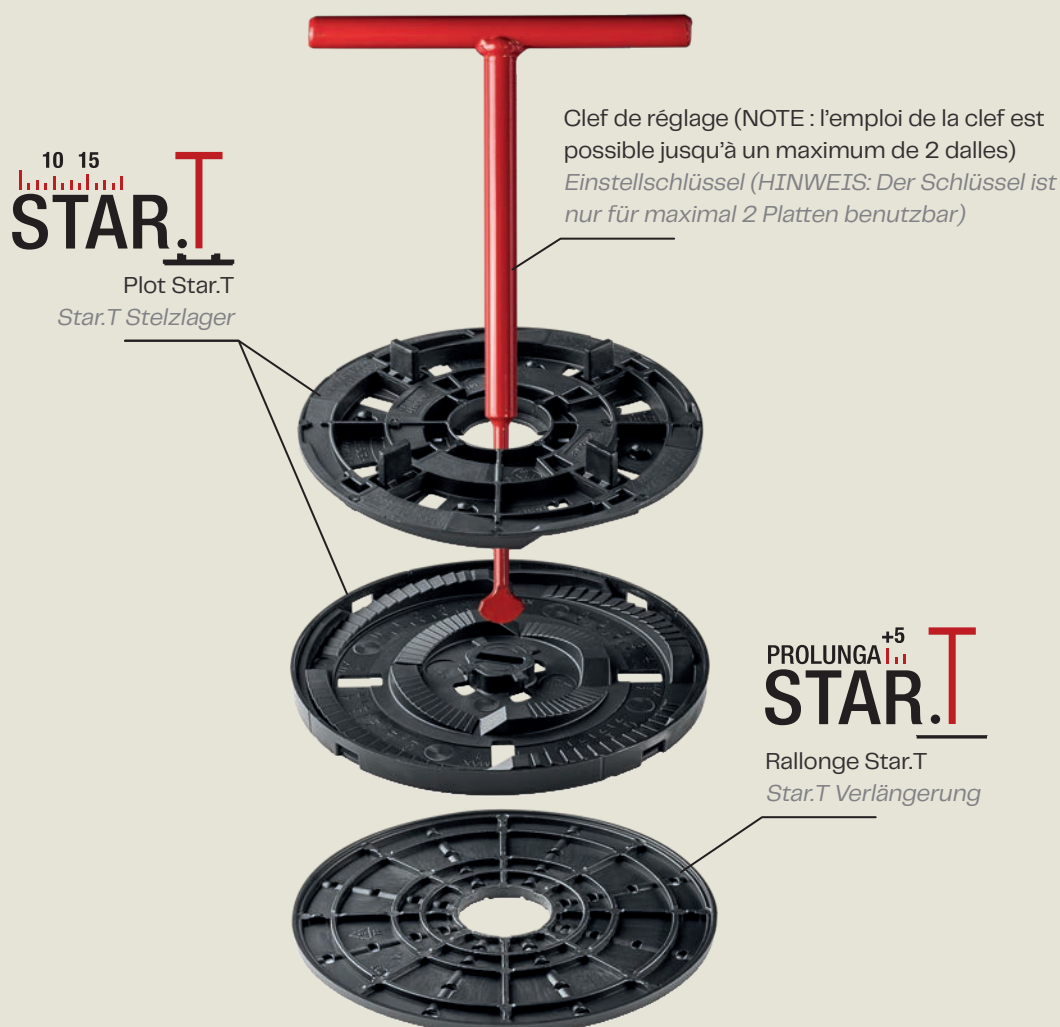 Clef de réglage (NOTE : l'emploi de la clef est
possible jusqu'à un maximum de 2 dalles)
Einstellschlüssel (HINWEIS: Der Schlüssel ist
nur für maximal 2 Platten benutzbar)
10 15
STAR.T
Plot Star.T
Star.T Stelzlager
PROLUNGA +5
STAR.T
Rallonge Star.T
Star.T Verlängerung